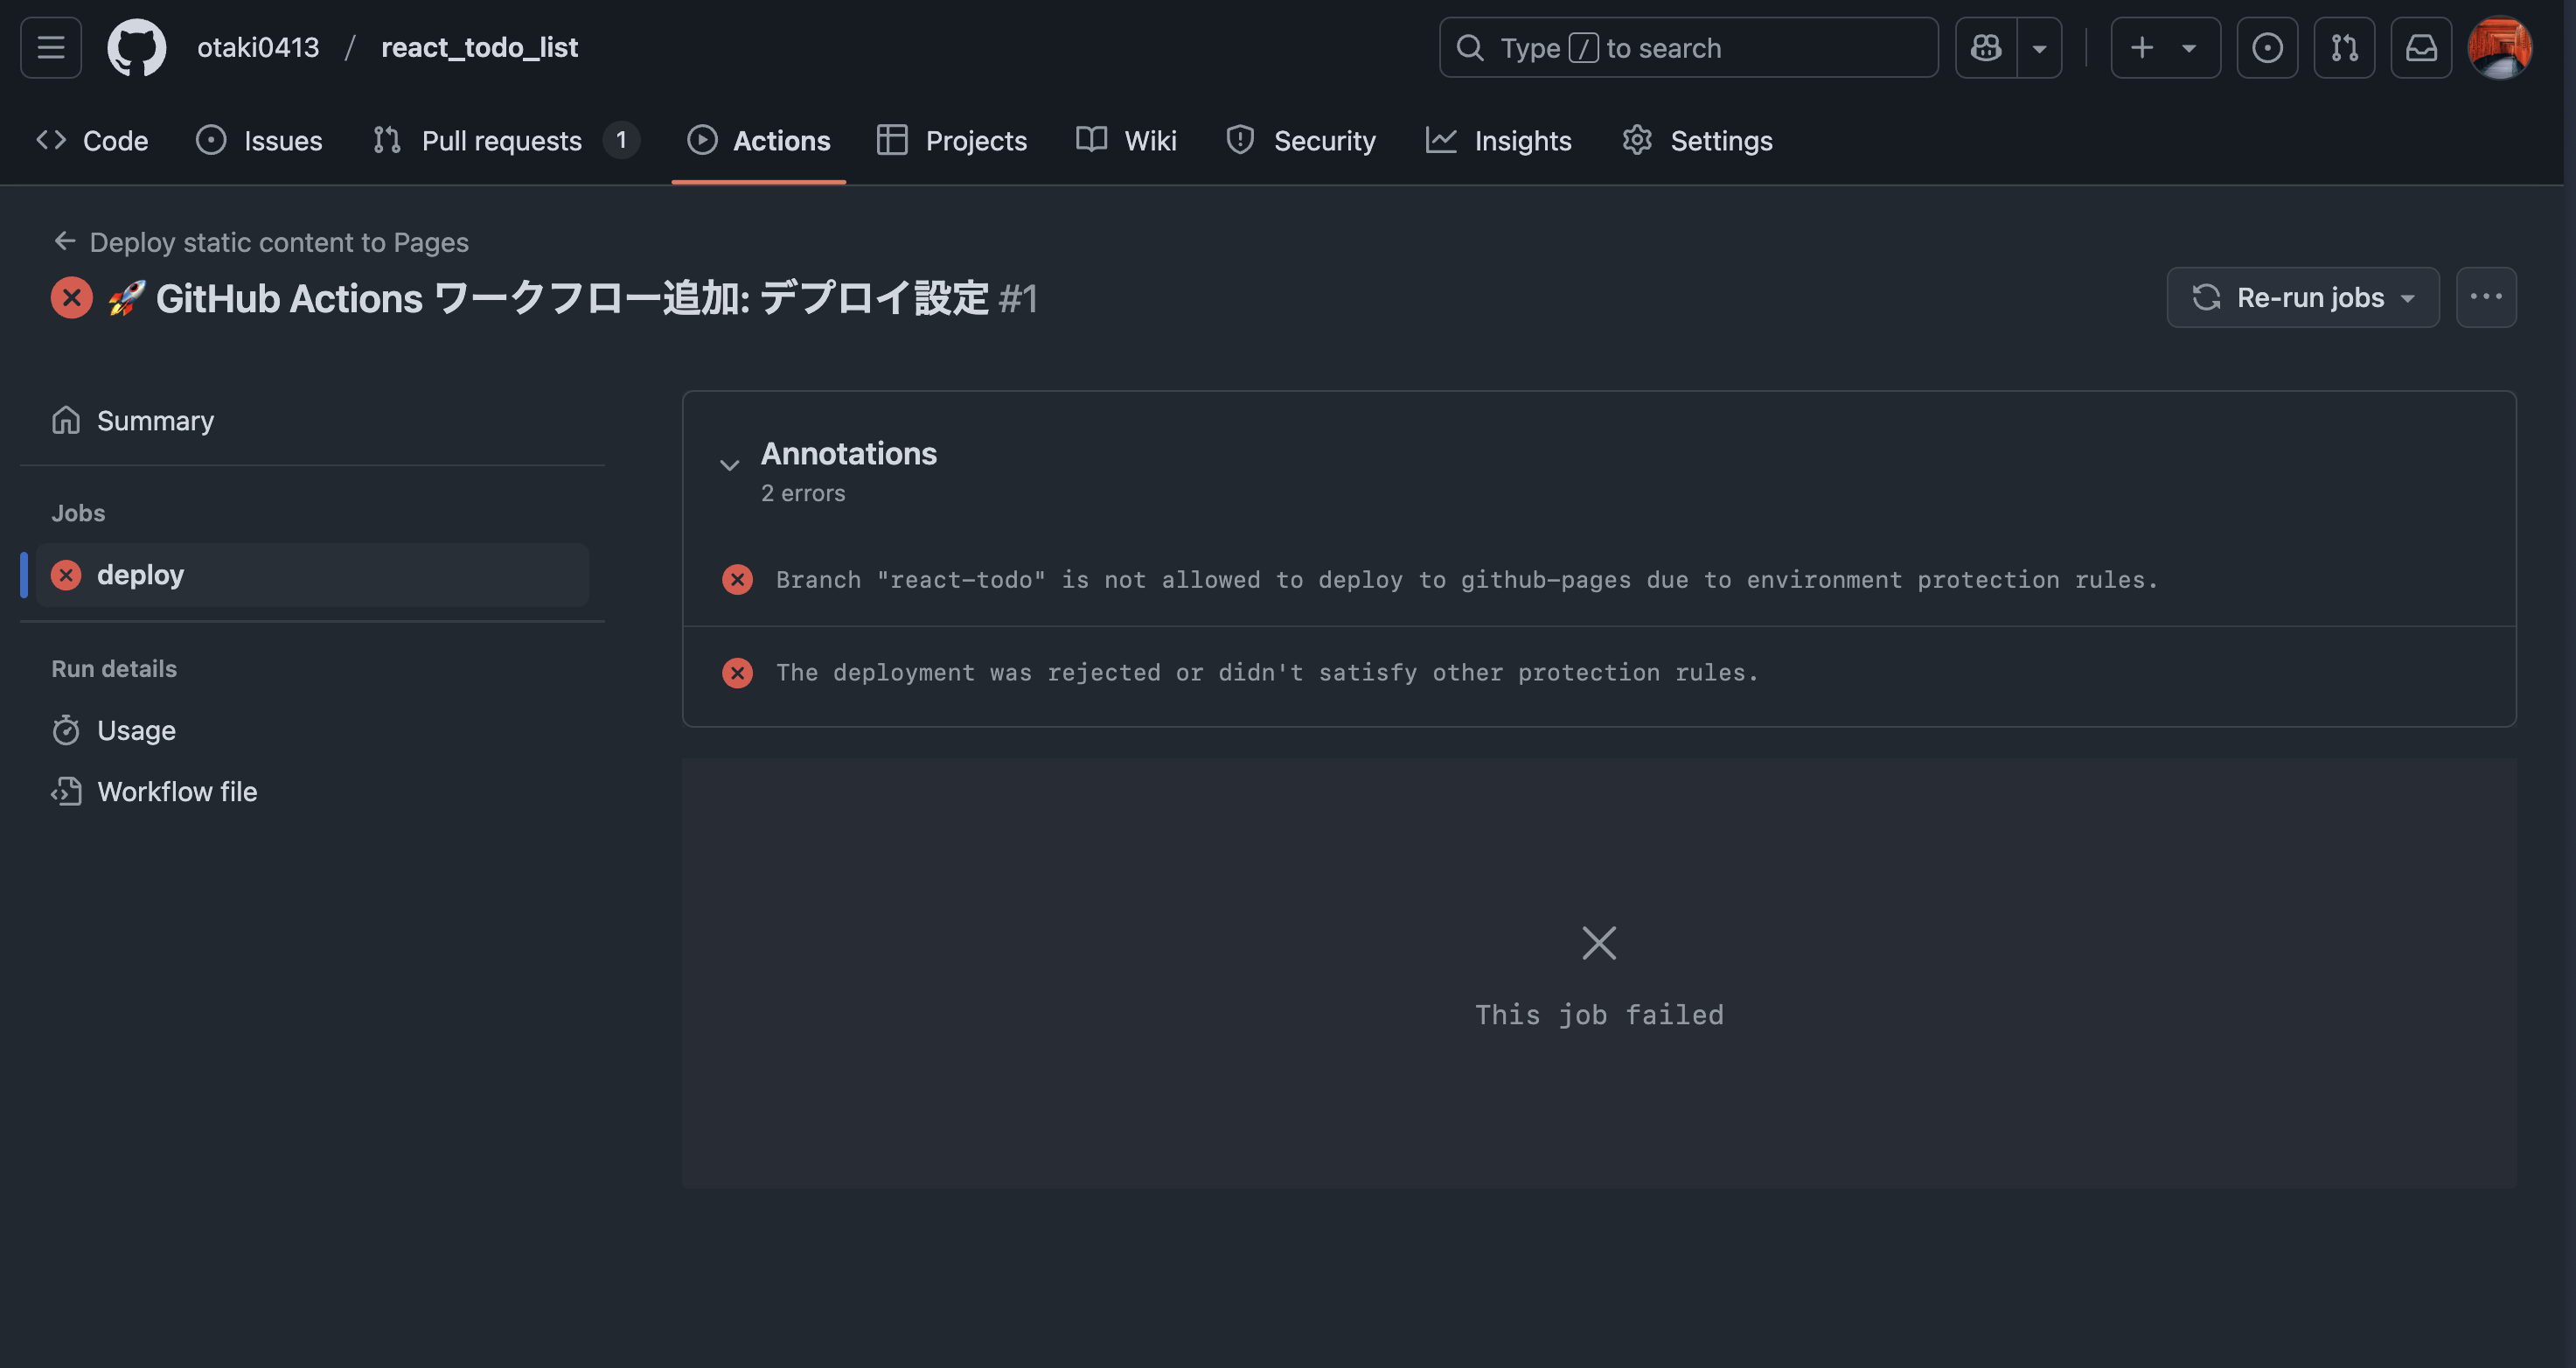 otaki0413 / react_todo_list
Type / to search
Code
Issues
Pull requests 1
Actions
Projects
Wiki
Security
Insights
Settings
← Deploy static content to Pages
🚀 GitHub Actions ワークフロー追加: デプロイ設定 #1
Re-run jobs
Summary
Jobs
deploy
Run details
Usage
Workflow file
Annotations
2 errors
Branch "react-todo" is not allowed to deploy to github-pages due to environment protection rules.
The deployment was rejected or didn't satisfy other protection rules.
This job failed